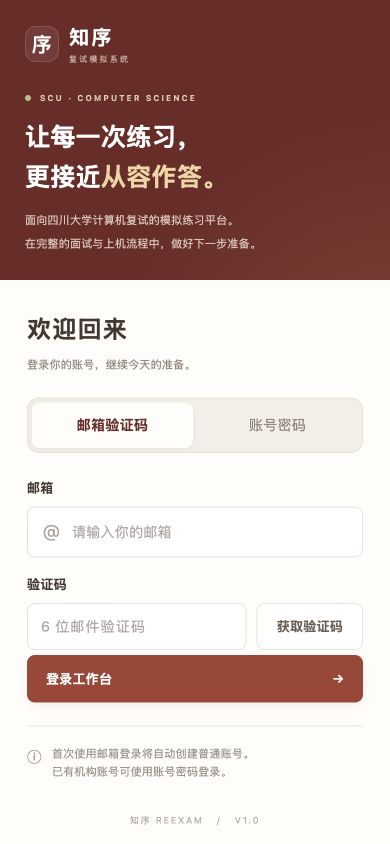 序
知序
复试模拟系统
SCU · COMPUTER SCIENCE
让每一次练习，
更接近从容作答。
面向四川大学计算机复试的模拟练习平台。
在完整的面试与上机流程中，做好下一步准备。
欢迎回来
登录你的账号，继续今天的准备。
邮箱验证码 账号密码
邮箱
@ 请输入你的邮箱
验证码
6 位邮件验证码 获取验证码
登录工作台 →
首次使用邮箱登录将自动创建普通账号。
已有机构账号可使用账号密码登录。
知序 REEXAM / V1.0